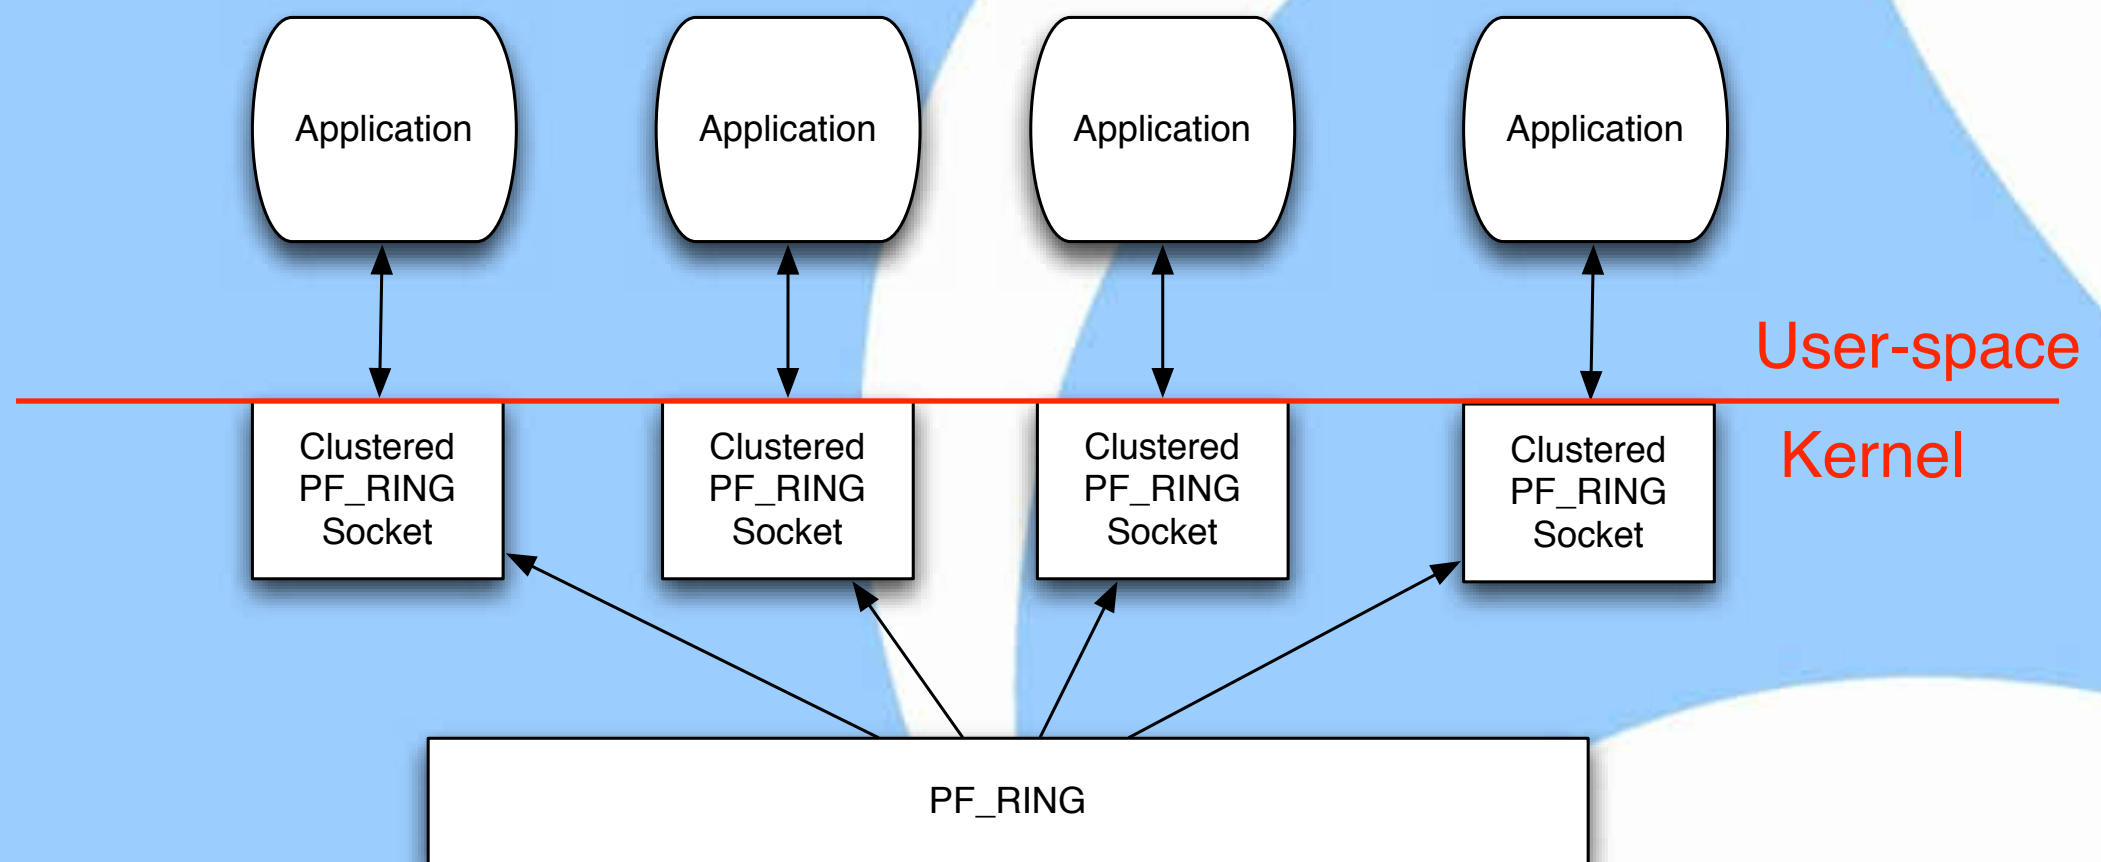 Application
Application
Application
Application
User-space
Kernel
Clustered
PF_RING
Socket
Clustered
PF_RING
Socket
Clustered
PF_RING
Socket
Clustered
PF_RING
Socket
PF_RING